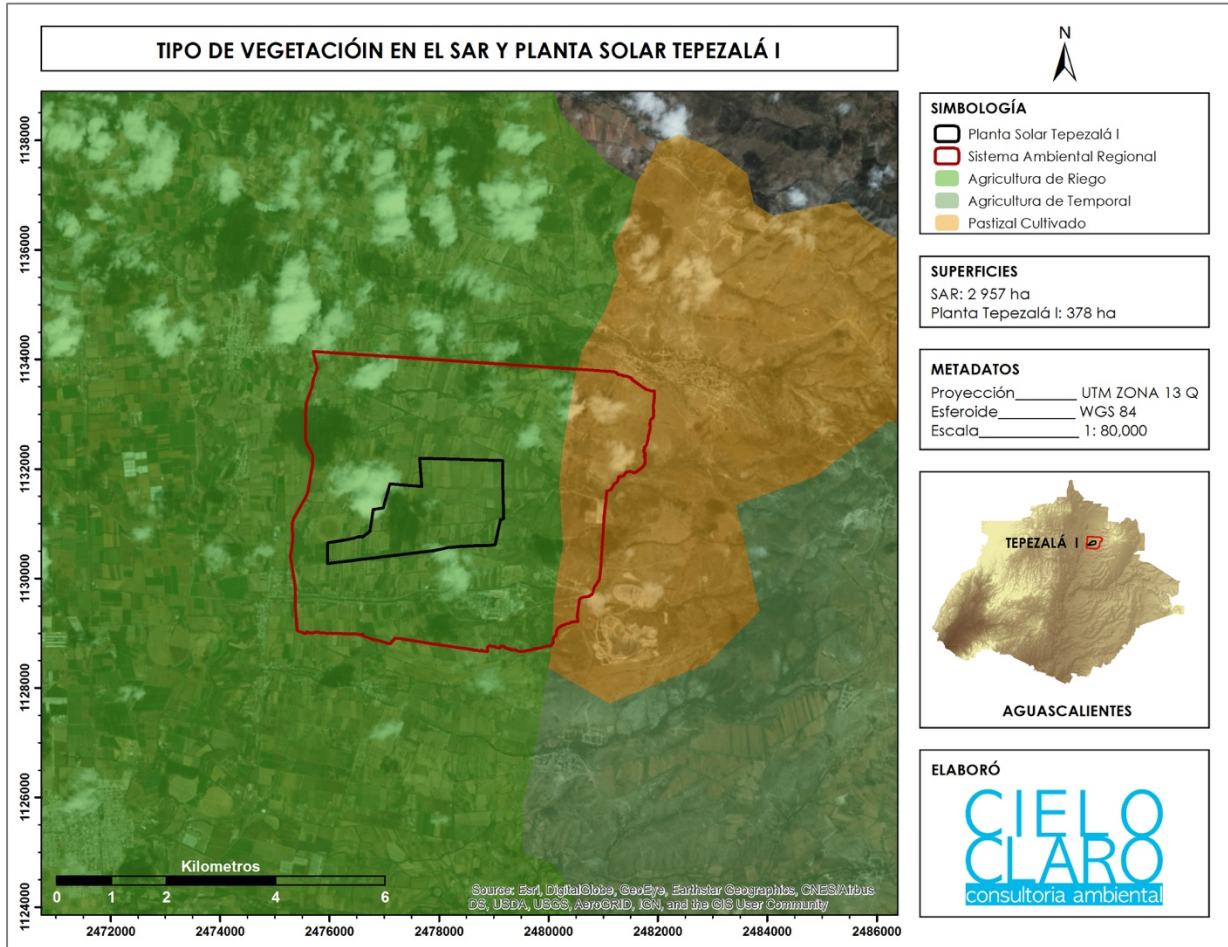 TIPO DE VEGETACIÓIN EN EL SAR Y PLANTA SOLAR TEPEZALÁ I
N
SIMBOLOGÍA
Planta Solar Tepezalá I
Sistema Ambiental Regional
Agricultura de Riego
Agricultura de Temporal
Pastizal Cultivado
SUPERFICIES
SAR: 2 957 ha
Planta Tepezalá I: 378 ha
METADATOS
Proyección_______ UTM ZONA 13 Q
Esferoide_________ WGS 84
Escala____________ 1: 80,000
TEPEZALÁ I
AGUASCALIENTES
ELABORÓ
CIELO
CLARO
consultoria ambiental
1138000
1136000
1134000
1132000
1130000
1128000
1126000
1124000
Kilometros
0 1 2 4 6
Source: Esri, DigitalGlobe, GeoEye, Earthstar Geographics, CNES/Airbus
DS, USDA, USGS, AeroGRID, IGN, and the GIS User Community
2472000 2474000 2476000 2478000 2480000 2482000 2484000 2486000